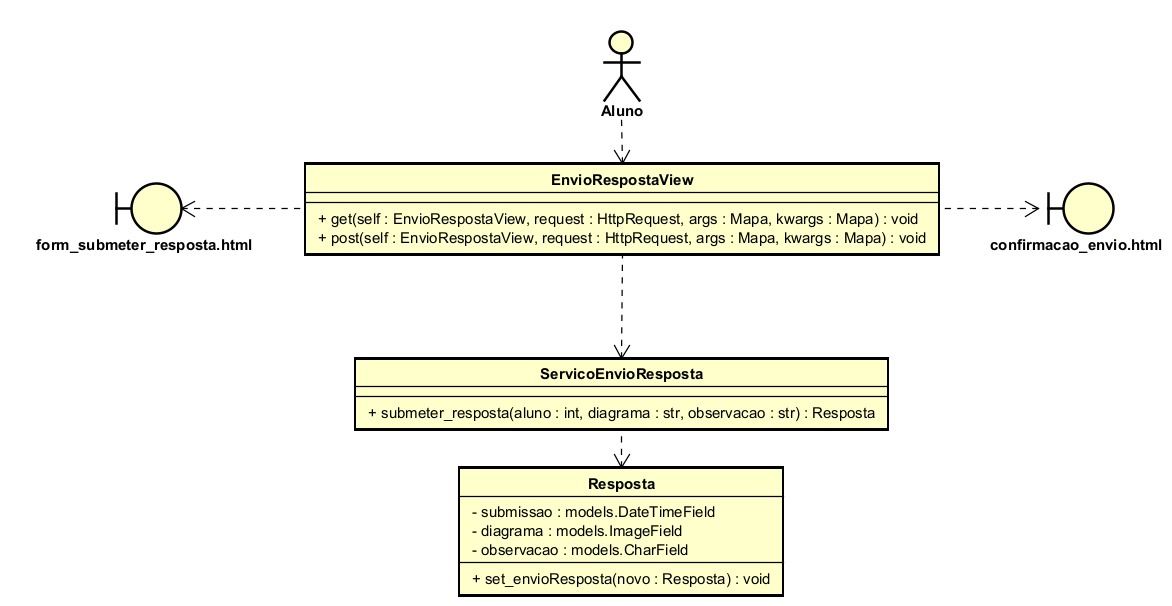 Aluno
EnvioRespostaView
+ get(self : EnvioRespostaView, request : HttpRequest, args : Mapa, kwargs : Mapa) : void
+ post(self : EnvioRespostaView, request : HttpRequest, args : Mapa, kwargs : Mapa) : void
form_submeter_resposta.html
confirmacao_envio.html
ServicoEnvioResposta
+ submeter_resposta(aluno : int, diagrama : str, observacao : str) : Resposta
Resposta
- submissao : models.DateTimeField
- diagrama : models.ImageField
- observacao : models.CharField
+ set_envioResposta(novo : Resposta) : void